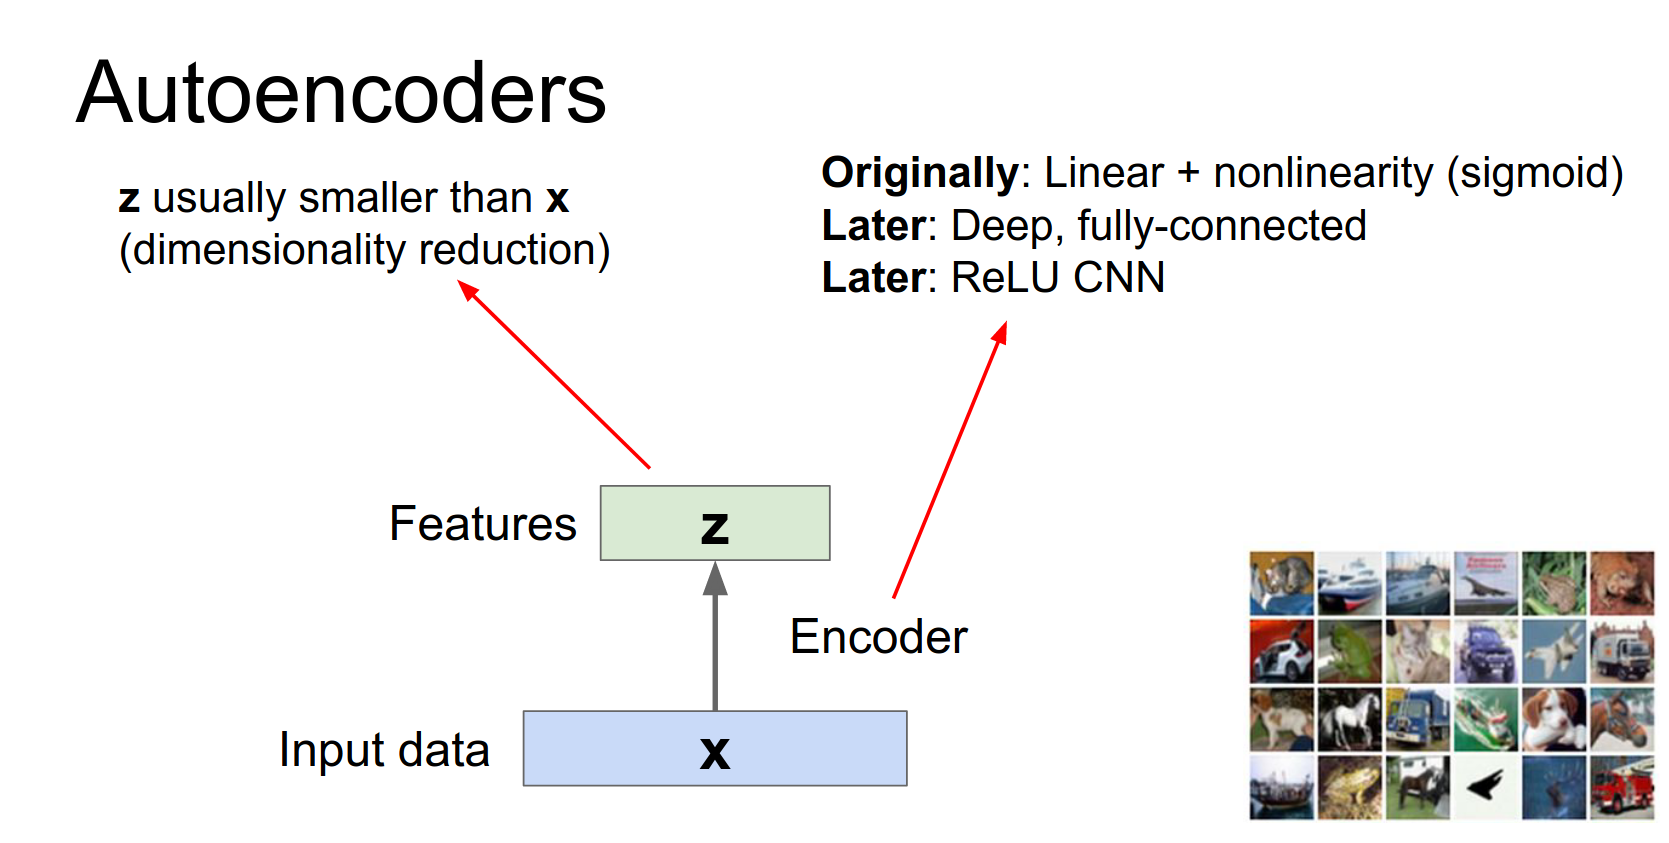 Autoencoders
z usually smaller than x
(dimensionality reduction)
Originally: Linear + nonlinearity (sigmoid)
Later: Deep, fully-connected
Later: ReLU CNN
Features
z
Encoder
Input data
x